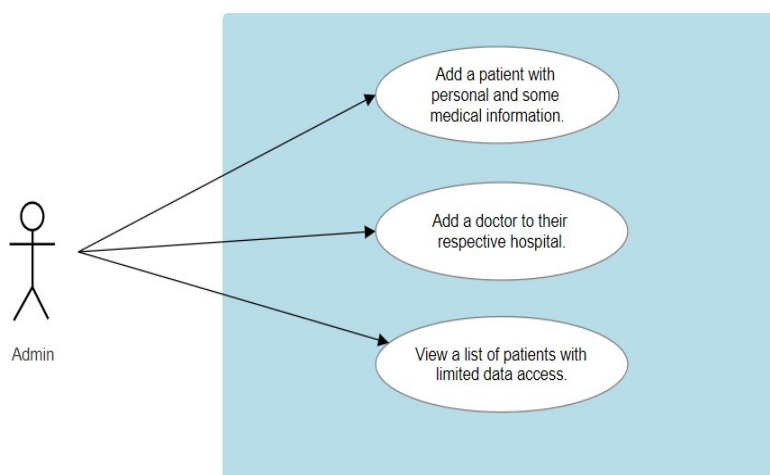 Add a patient with
personal and some
medical information.
Add a doctor to their
respective hospital.
Admin
View a list of patients with
limited data access.